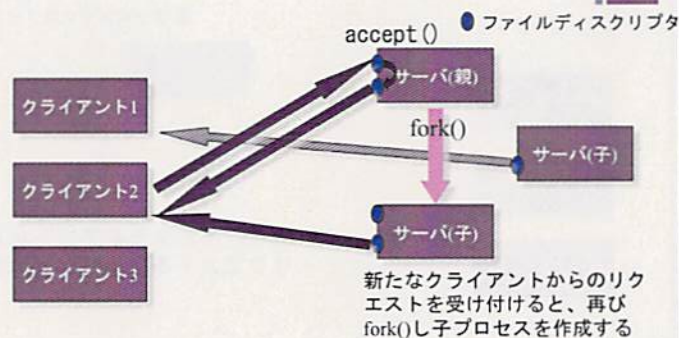 ファイルディスクリプタ
accept()
サーバ(親)
クライアント1
fork()
サーバ(子)
クライアント2
サーバ(子)
クライアント3
新たなクライアントからのリク
エストを受け付けると、再び
fork()し子プロセスを作成する